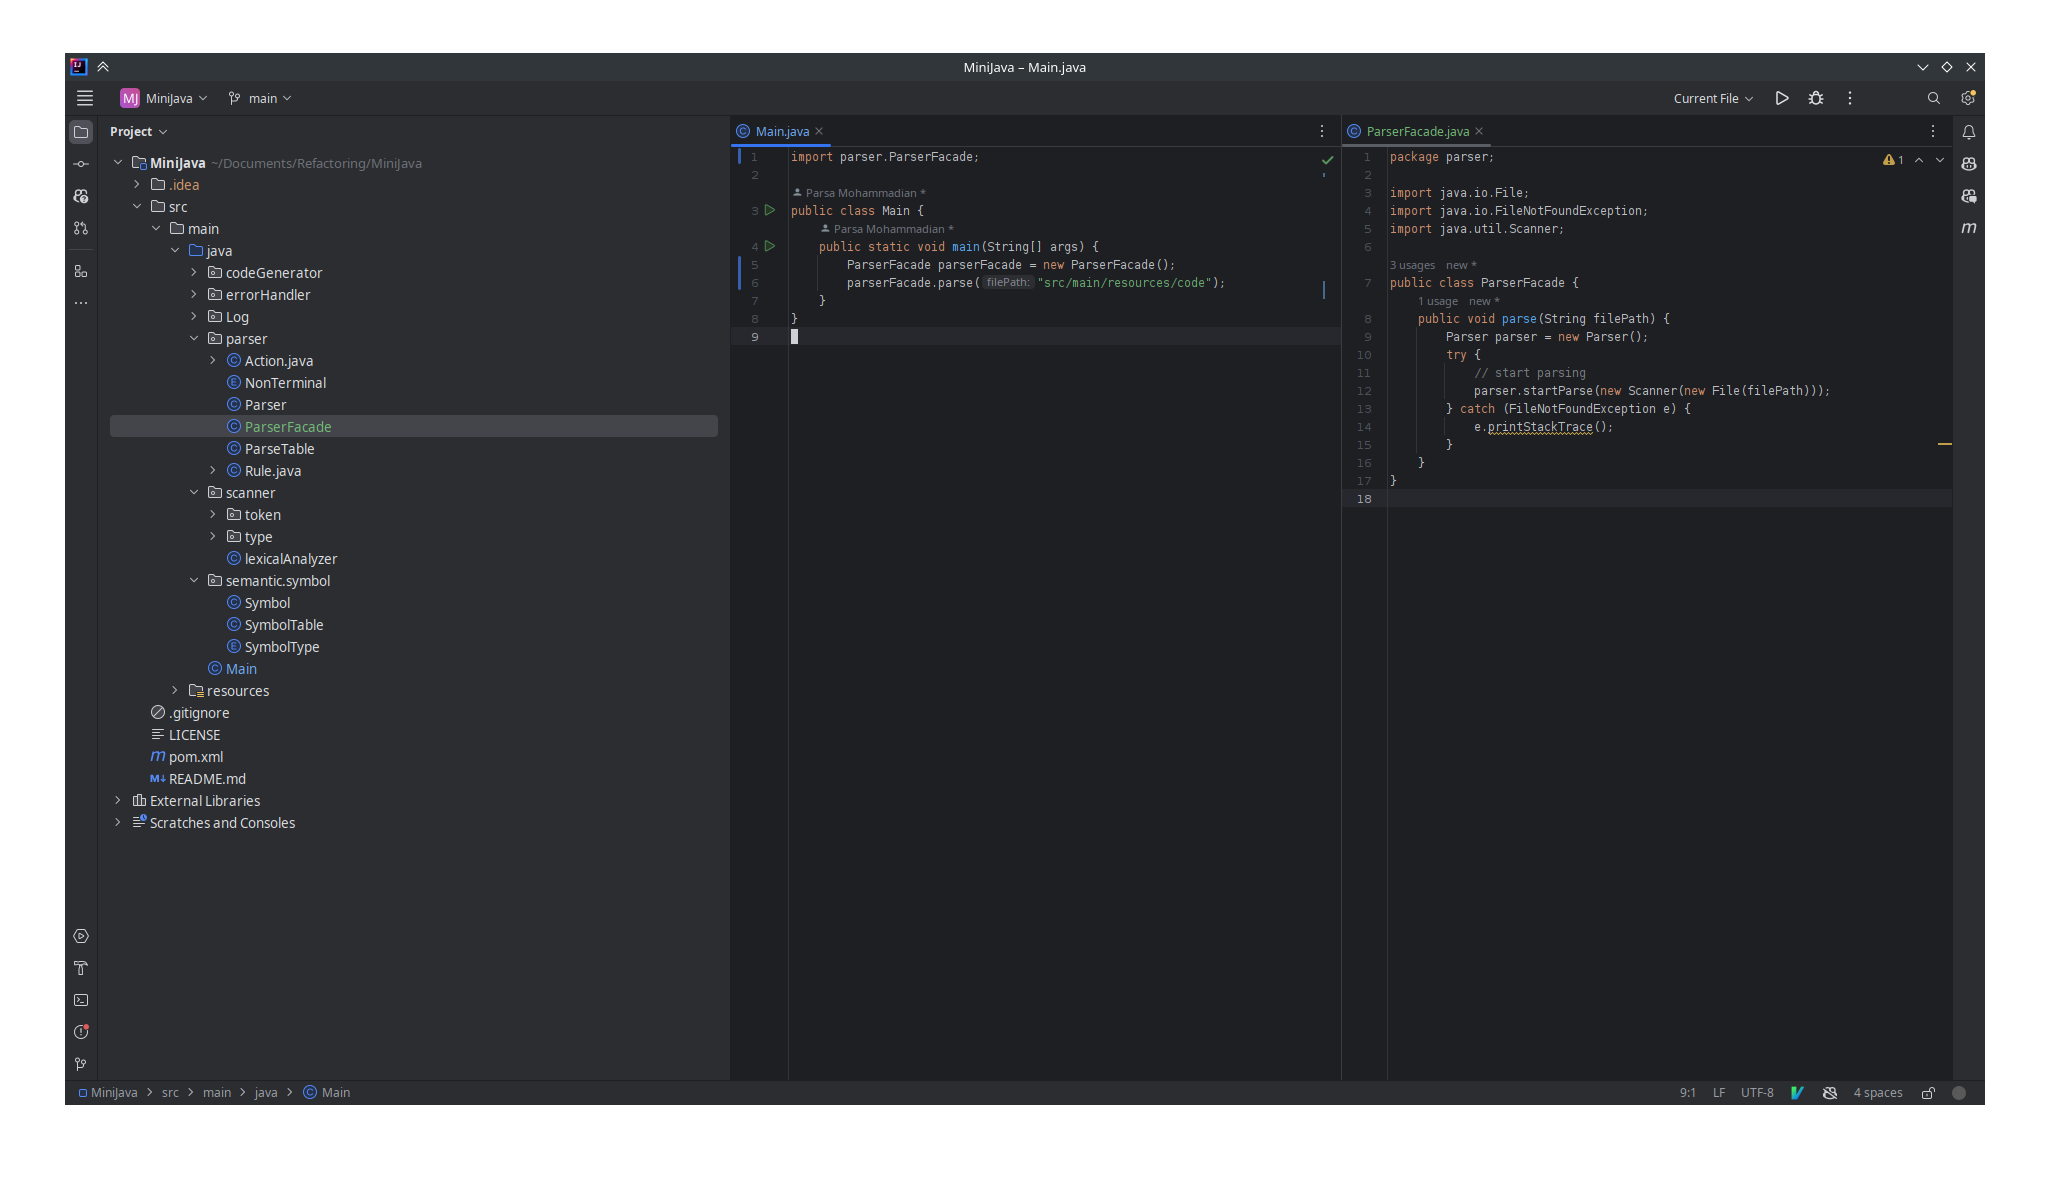 MiniJava – Main.java
MJ MiniJava main Current File
Project
MiniJava ~/Documents/Refactoring/MiniJava
.idea
src
main
java
codeGenerator
errorHandler
Log
parser
Action.java
NonTerminal
Parser
ParserFacade
ParseTable
Rule.java
scanner
token
type
lexicalAnalyzer
semantic.symbol
Symbol
SymbolTable
SymbolType
Main
resources
.gitignore
LICENSE
pom.xml
README.md
External Libraries
Scratches and Consoles
Main.java
1 import parser.ParserFacade;
2
Parsa Mohammadian *
3 public class Main {
Parsa Mohammadian *
4 public static void main(String[] args) {
5 ParserFacade parserFacade = new ParserFacade();
6 parserFacade.parse( filePath: "src/main/resources/code");
7 }
8 }
9
ParserFacade.java
1 package parser; 1
2
3 import java.io.File;
4 import java.io.FileNotFoundException;
5 import java.util.Scanner;
6
3 usages new *
7 public class ParserFacade {
1 usage new *
8 public void parse(String filePath) {
9 Parser parser = new Parser();
10 try {
11 // start parsing
12 parser.startParse(new Scanner(new File(filePath)));
13 } catch (FileNotFoundException e) {
14 e.printStackTrace();
15 }
16 }
17 }
18
MiniJava > src > main > java > Main 9:1 LF UTF-8 4 spaces